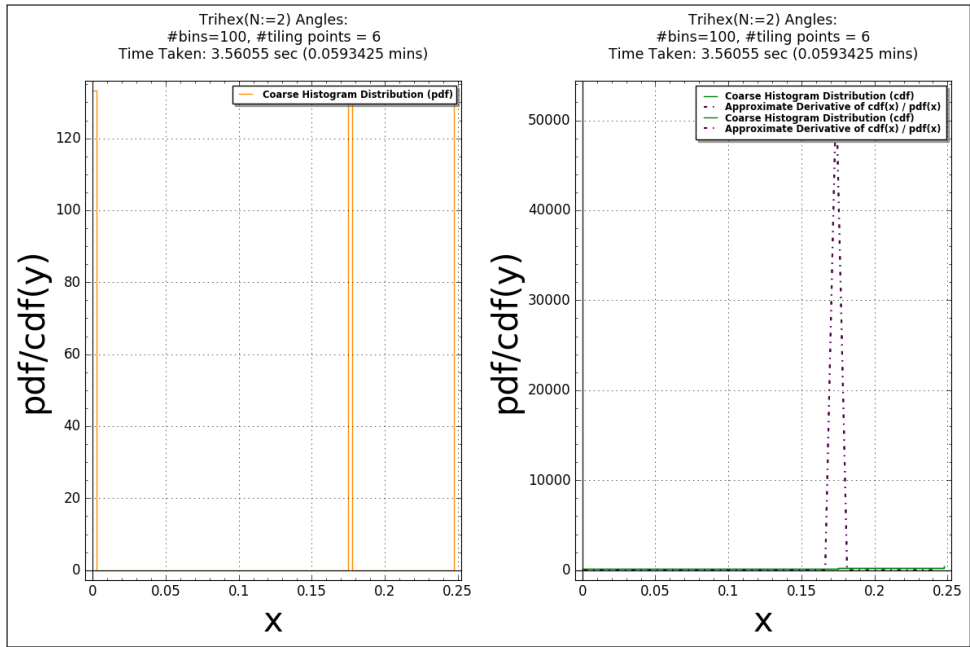 Trihex(N:=2) Angles:
#bins=100, #tiling points = 6
Time Taken: 3.56055 sec (0.0593425 mins)
Coarse Histogram Distribution (pdf)
120
100
80
60
40
20
0
pdf/cdf(y)
0
0.05
0.1
0.15
0.2
0.25
x
Trihex(N:=2) Angles:
#bins=100, #tiling points = 6
Time Taken: 3.56055 sec (0.0593425 mins)
Coarse Histogram Distribution (cdf)
Approximate Derivative of cdf(x) / pdf(x)
Coarse Histogram Distribution (cdf)
Approximate Derivative of cdf(x) / pdf(x)
50000
40000
30000
20000
10000
0
pdf/cdf(y)
0
0.05
0.1
0.15
0.2
0.25
x